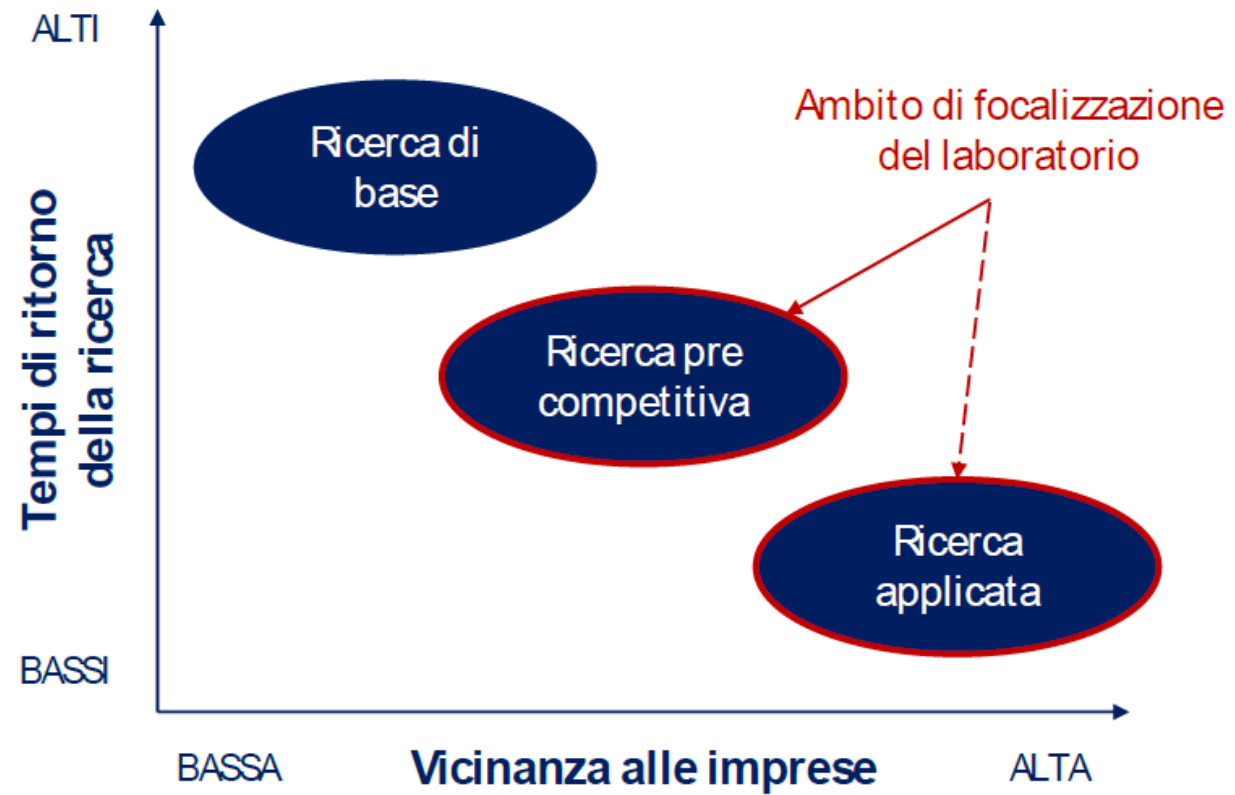 ALTI
Ricerca di
base
Ambito di focalizzazione
del laboratorio
Tempi di ritorno
della ricerca
Ricerca pre
competitiva
Ricerca
applicata
BASSI
BASSA
Vicinanza alle imprese
ALTA